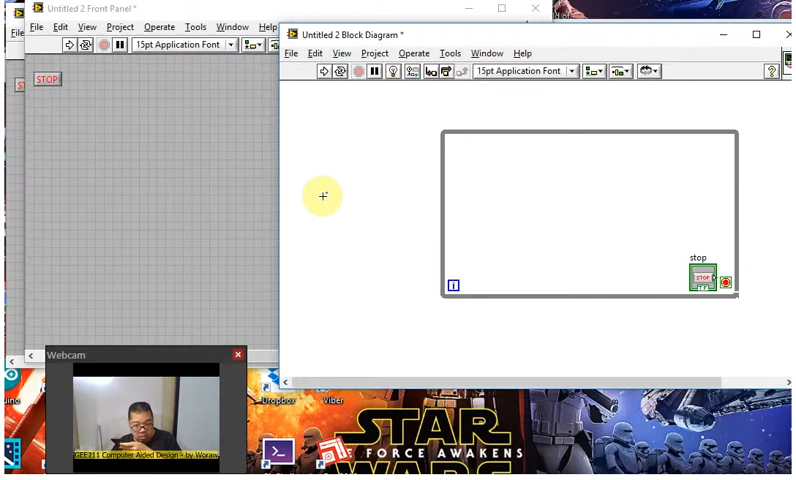 Untitled 2 Front Panel *
File Edit View Project Operate Tools Window Help
15pt Application Font
STOP
Untitled 2 Block Diagram *
File Edit View Project Operate Tools Window Help
15pt Application Font
stop
STOP
TF
i
Webcam
GEE211 Computer Aided Design - by Woraw
Dropbox
Viber
STAR
E FORCE AWAKENS